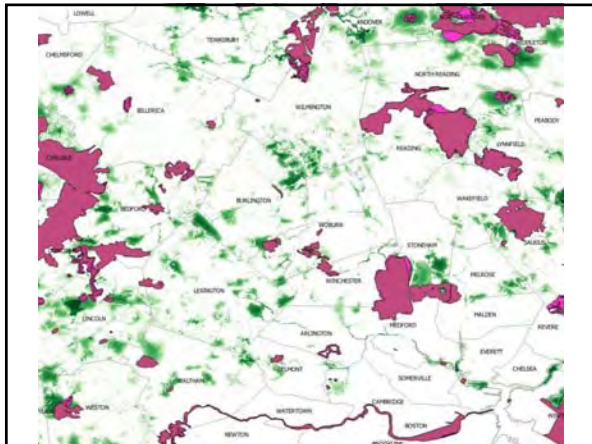 LOWELL
ANDOVER
TEWKSBURY
CHELMSFORD
NORTH READING
BILLERICA
WILMINGTON
PEABODY
LYNNFIELD
READING
CARLISLE
WAKEFIELD
BEDFORD
BURLINGTON
WOBURN
STONEHAM
SAUGUS
MELROSE
WINCHESTER
LEXINGTON
MALDEN
LINCOLN
MEDFORD
REVERE
ARLINGTON
EVERETT
BELMONT
CHELSEA
WALTHAM
SOMERVILLE
CAMBRIDGE
WESTON
WATERTOWN
BOSTON
NEWTON